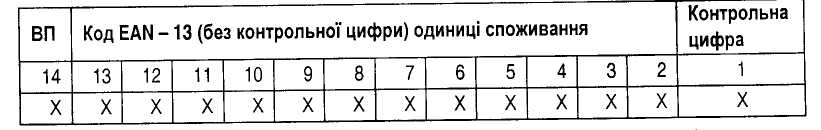 ВП Код EAN – 13 (без контрольної цифри) одиниці споживання Контрольна цифра
14 13 12 11 10 9 8 7 6 5 4 3 2 1
X X X X X X X X X X X X X X